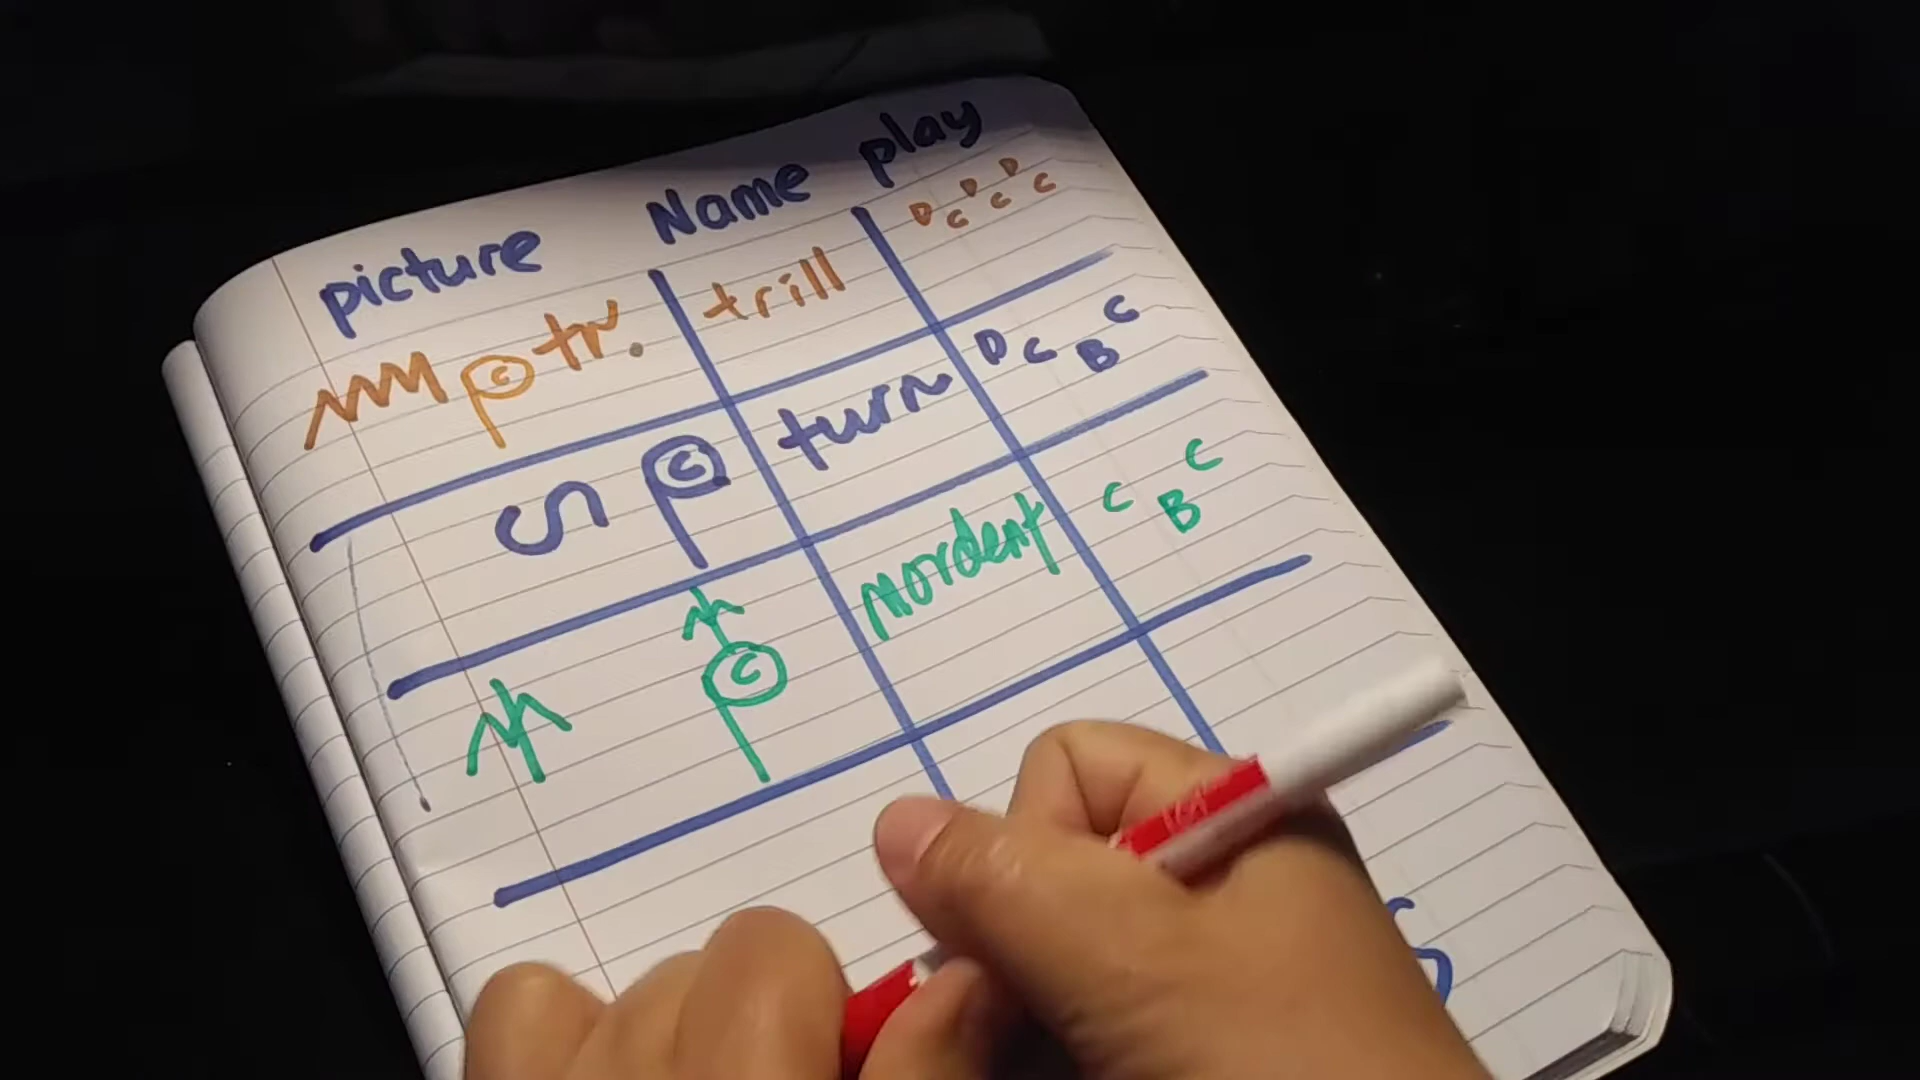 picture Name play
tr. C trill D C D C D C
C turn D C B C
C mordent C B C